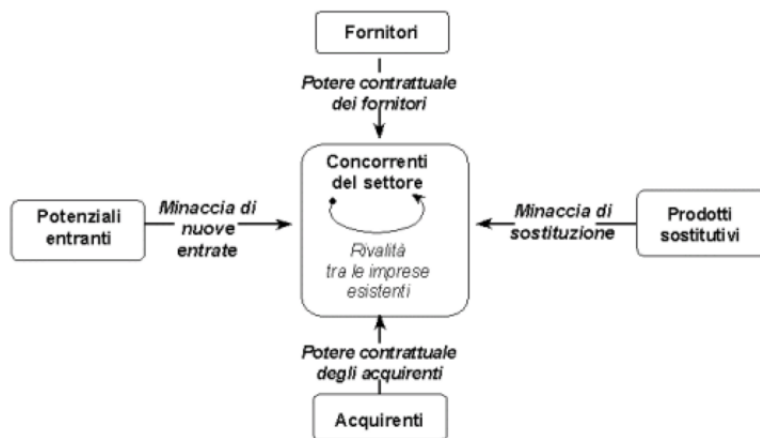 Fornitori
Potere contrattuale
dei fornitori
Concorrenti
del settore
Rivalità
tra le imprese
esistenti
Potenziali
entranti
Minaccia di
nuove
entrate
Minaccia di
sostituzione
Prodotti
sostitutivi
Potere contrattuale
degli acquirenti
Acquirenti